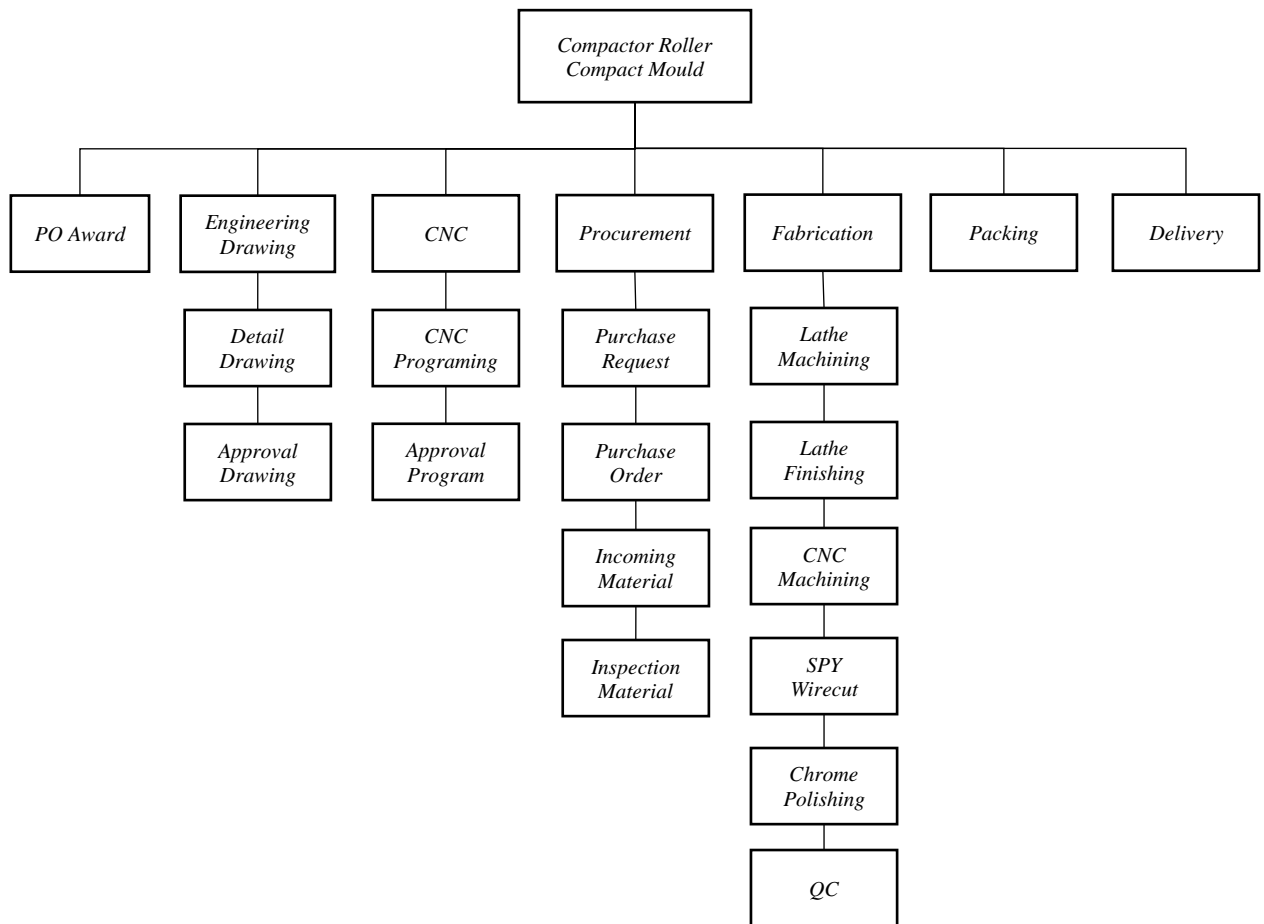 Compactor Roller
Compact Mould
PO Award
Engineering
Drawing
CNC
Procurement
Fabrication
Packing
Delivery
Detail
Drawing
CNC
Programing
Purchase
Request
Lathe
Machining
Approval
Drawing
Approval
Program
Purchase
Order
Lathe
Finishing
Incoming
Material
CNC
Machining
Inspection
Material
SPY
Wirecut
Chrome
Polishing
QC